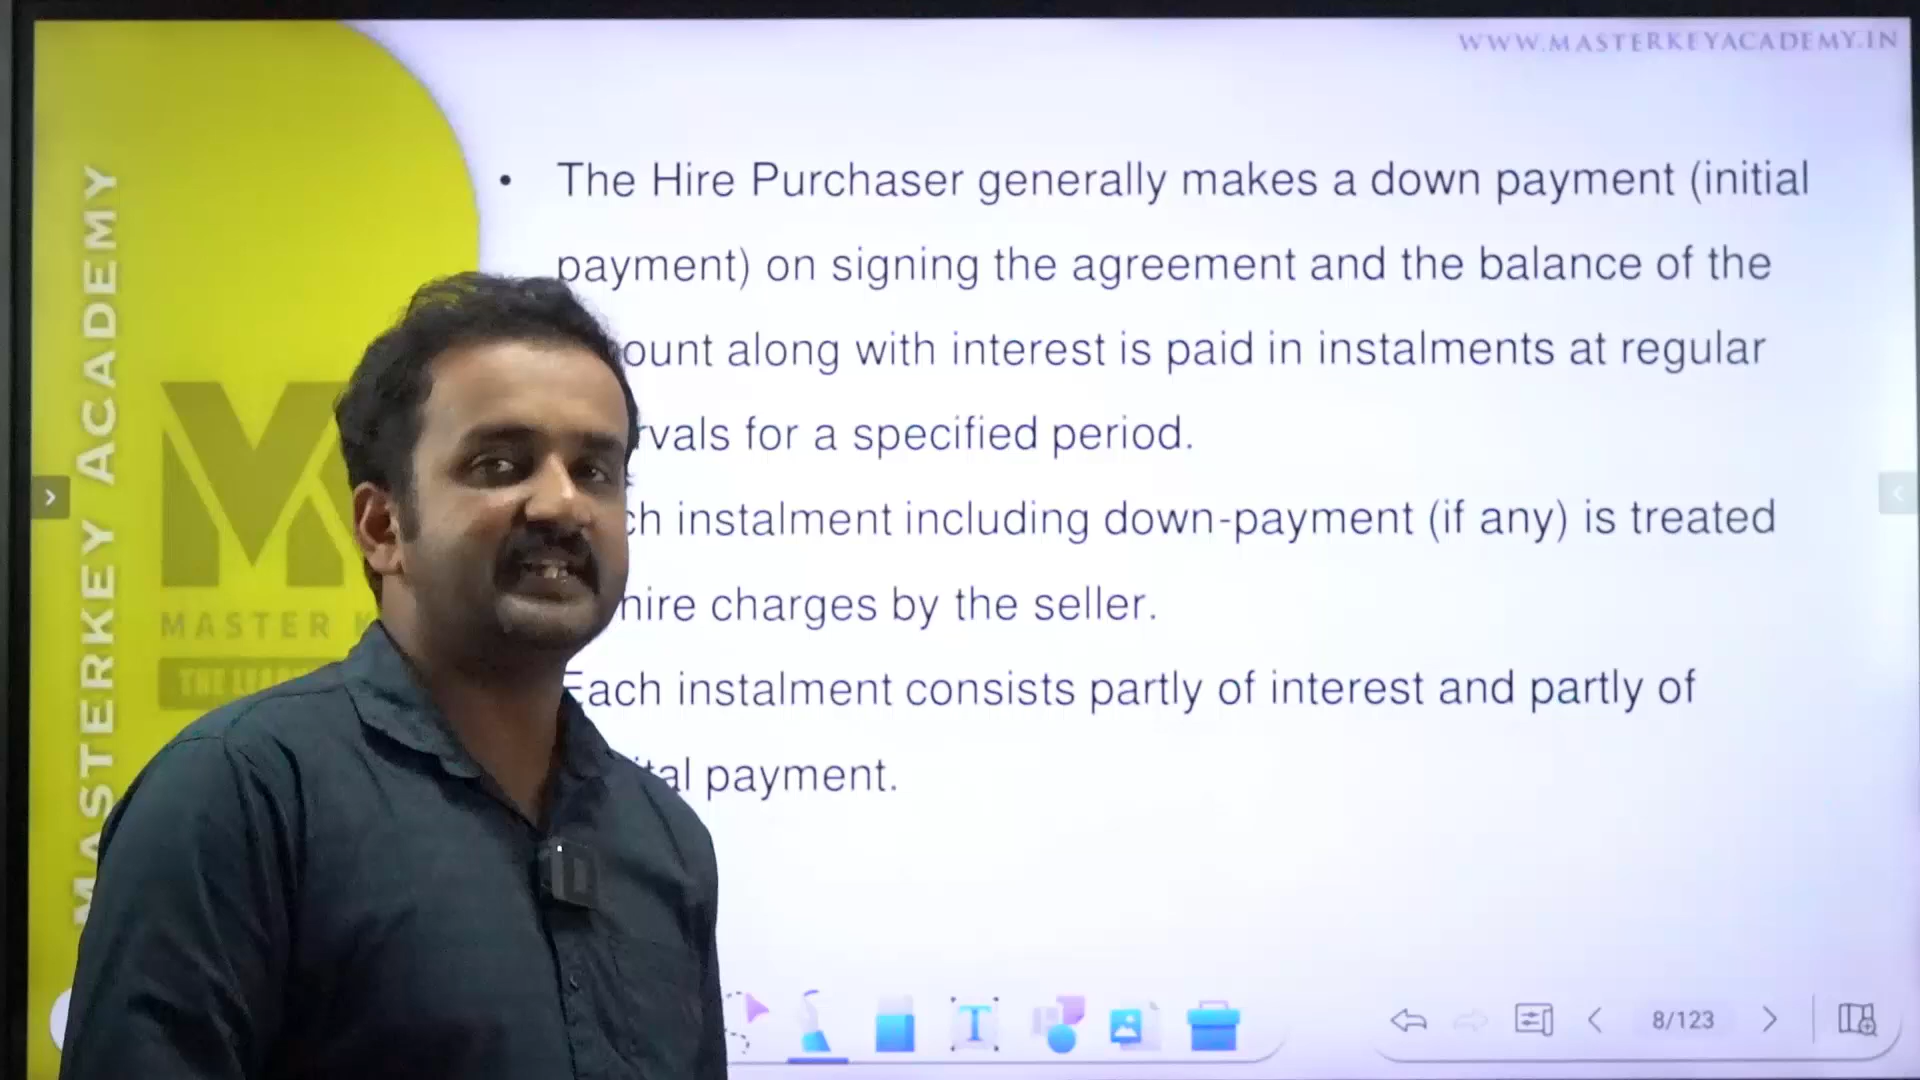 WWW.MASTERKEYACADEMY.IN
MASTERKEY ACADEMY
MASTER
• The Hire Purchaser generally makes a down payment (initial
payment) on signing the agreement and the balance of the
ount along with interest is paid in instalments at regular
rvals for a specified period.
ch instalment including down-payment (if any) is treated
hire charges by the seller.
Each instalment consists partly of interest and partly of
tal payment.
T
8/123